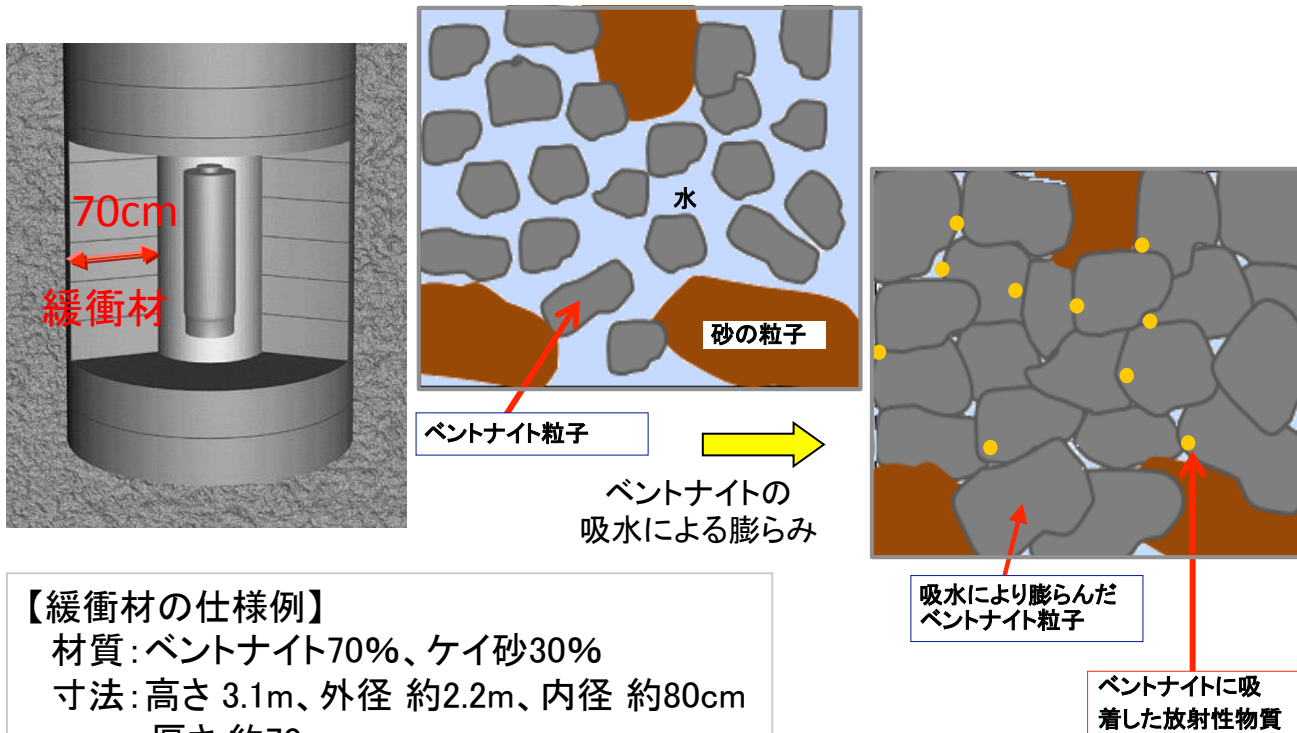 70cm
緩衝材
水
砂の粒子
ベントナイト粒子
ベントナイトの
吸水による膨らみ
吸水により膨らんだ
ベントナイト粒子
ベントナイトに吸
着した放射性物質
【緩衝材の仕様例】
材質:ベントナイト70%、ケイ砂30%
寸法:高さ 3.1m、外径 約2.2m、内径 約80cm